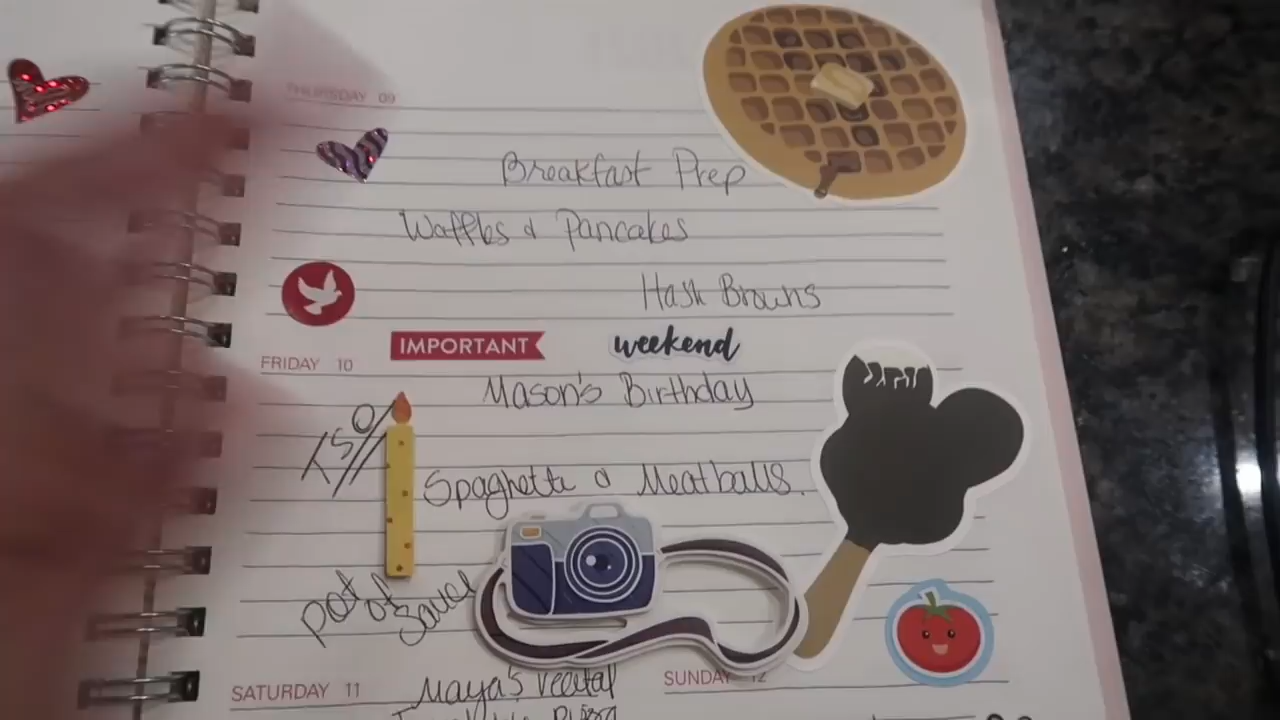 THURSDAY 09
Breakfast Prep
Waffles & Pancakes
Hash Browns
IMPORTANT
weekend
FRIDAY 10
Mason's Birthday
Spaghetti & Meatballs.
pot of
Sauce
SATURDAY 11
Maya's recital
SUNDAY 12